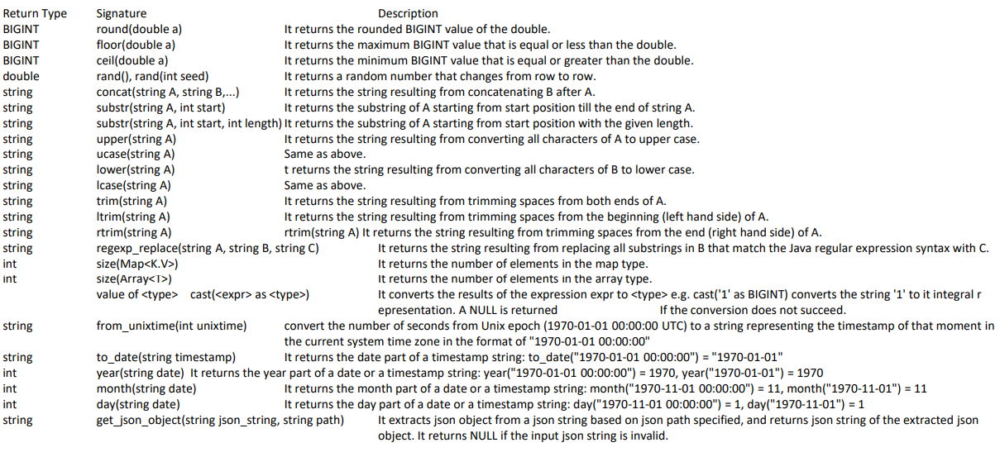 Return Type Signature Description
BIGINT round(double a) It returns the rounded BIGINT value of the double.
BIGINT floor(double a) It returns the maximum BIGINT value that is equal or less than the double.
BIGINT ceil(double a) It returns the minimum BIGINT value that is equal or greater than the double.
double rand(), rand(int seed) It returns a random number that changes from row to row.
string concat(string A, string B,...) It returns the string resulting from concatenating B after A.
string substr(string A, int start) It returns the substring of A starting from start position till the end of string A.
string substr(string A, int start, int length) It returns the substring of A starting from start position with the given length.
string upper(string A) It returns the string resulting from converting all characters of A to upper case.
string ucase(string A) Same as above.
string lower(string A) t returns the string resulting from converting all characters of B to lower case.
string lcase(string A) Same as above.
string trim(string A) It returns the string resulting from trimming spaces from both ends of A.
string ltrim(string A) It returns the string resulting from trimming spaces from the beginning (left hand side) of A.
string rtrim(string A) rtrim(string A) It returns the string resulting from trimming spaces from the end (right hand side) of A.
string regexp_replace(string A, string B, string C) It returns the string resulting from replacing all substrings in B that match the Java regular expression syntax with C.
int size(Map<K.V>) It returns the number of elements in the map type.
int size(Array<T>) It returns the number of elements in the array type.
value of <type> cast(<expr> as <type>) It converts the results of the expression expr to <type> e.g. cast('1' as BIGINT) converts the string '1' to it integral r
epresentation. A NULL is returned If the conversion does not succeed.
string from_unixtime(int unixtime) convert the number of seconds from Unix epoch (1970-01-01 00:00:00 UTC) to a string representing the timestamp of that moment in
the current system time zone in the format of "1970-01-01 00:00:00"
string to_date(string timestamp) It returns the date part of a timestamp string: to_date("1970-01-01 00:00:00") = "1970-01-01"
int year(string date) It returns the year part of a date or a timestamp string: year("1970-01-01 00:00:00") = 1970, year("1970-01-01") = 1970
int month(string date) It returns the month part of a date or a timestamp string: month("1970-11-01 00:00:00") = 11, month("1970-11-01") = 11
int day(string date) It returns the day part of a date or a timestamp string: day("1970-11-01 00:00:00") = 1, day("1970-11-01") = 1
string get_json_object(string json_string, string path) It extracts json object from a json string based on json path specified, and returns json string of the extracted json
object. It returns NULL if the input json string is invalid.